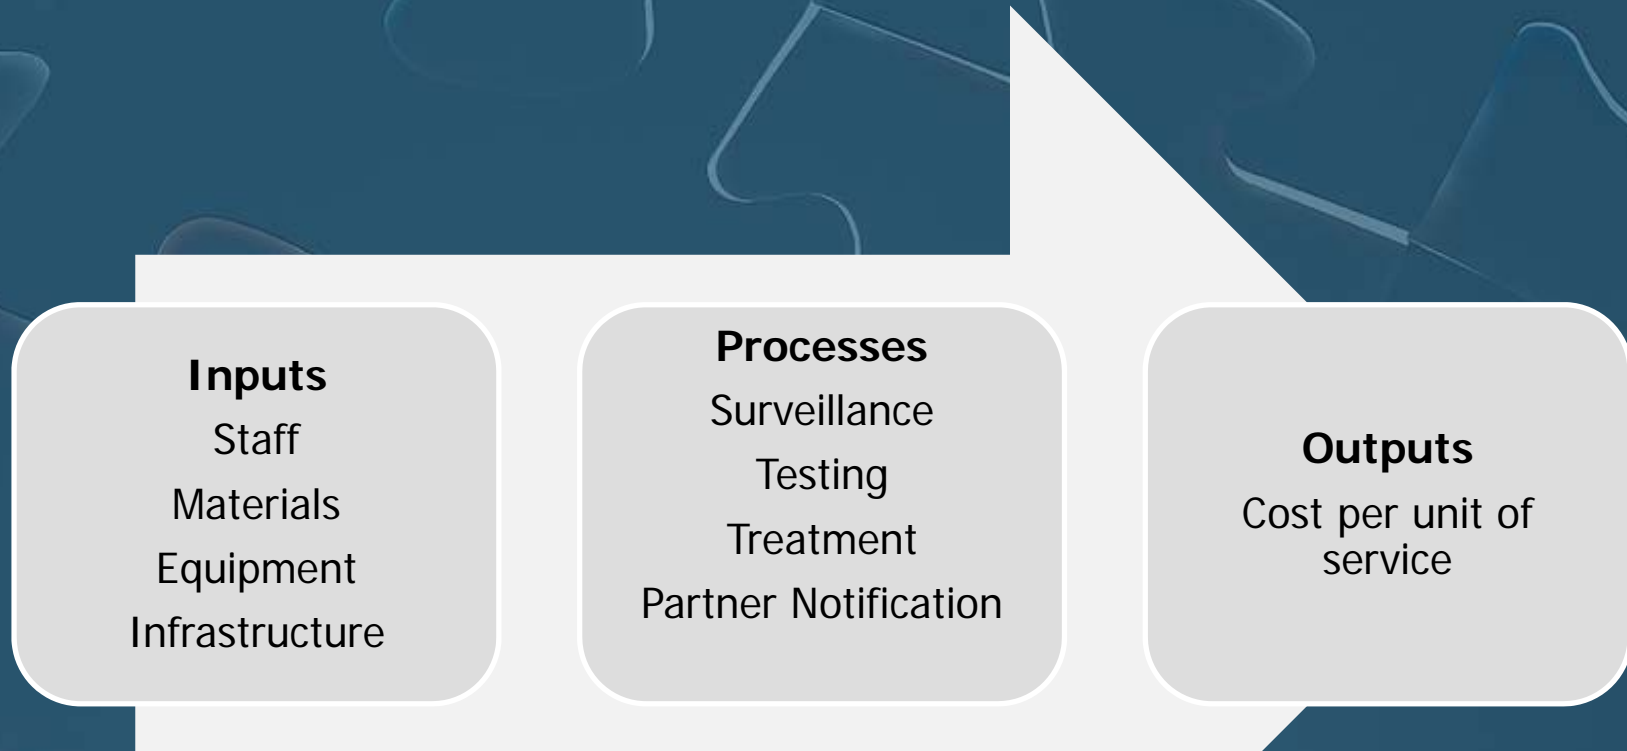 Inputs
Staff
Materials
Equipment
Infrastructure
Processes
Surveillance
Testing
Treatment
Partner Notification
Outputs
Cost per unit of
service